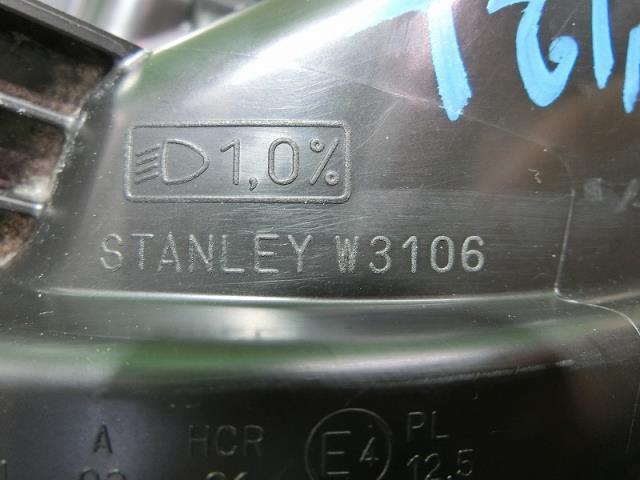 1,0%
STANLEY W3106
A HCR E4 PL
12,5